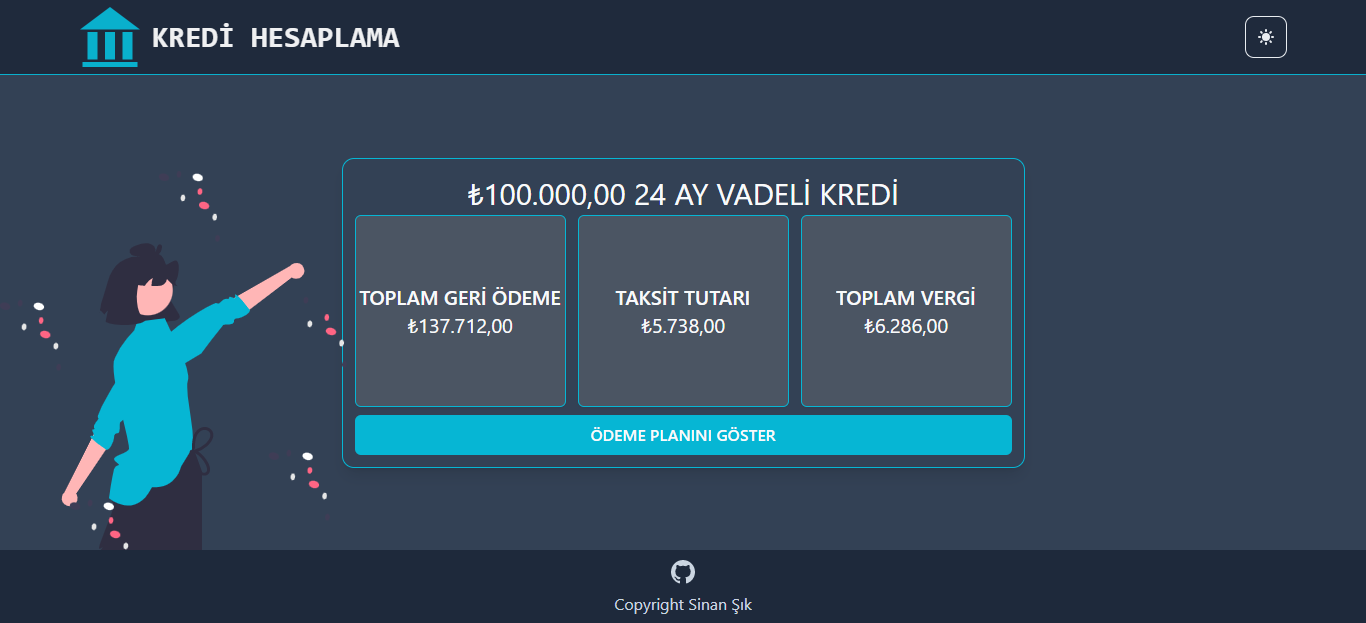 KREDİ HESAPLAMA
₺100.000,00 24 AY VADELİ KREDİ
TOPLAM GERİ ÖDEME
₺137.712,00
TAKSİT TUTARI
₺5.738,00
TOPLAM VERGİ
₺6.286,00
ÖDEME PLANINI GÖSTER
Copyright Sinan Şık